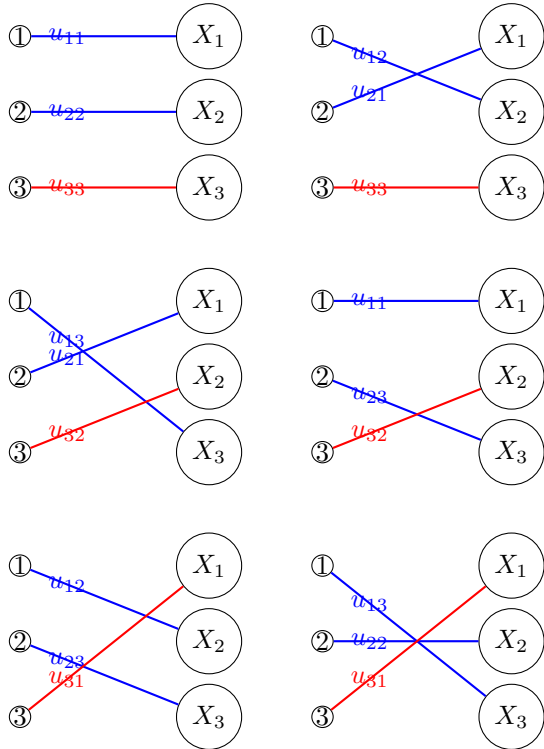 1 u₁₁ X₁
2 u₂₂ X₂
3 u₃₃ X₃
1 u₁₂ X₁
2 u₂₁ X₂
3 u₃₃ X₃
1 u₁₃ X₁
2 u₂₁ X₂
3 u₃₂ X₃
1 u₁₁ X₁
2 u₂₃ X₂
3 u₃₂ X₃
1 u₁₂ X₁
2 u₂₃ X₂
3 u₃₁ X₃
1 u₁₃ X₁
2 u₂₂ X₂
3 u₃₁ X₃